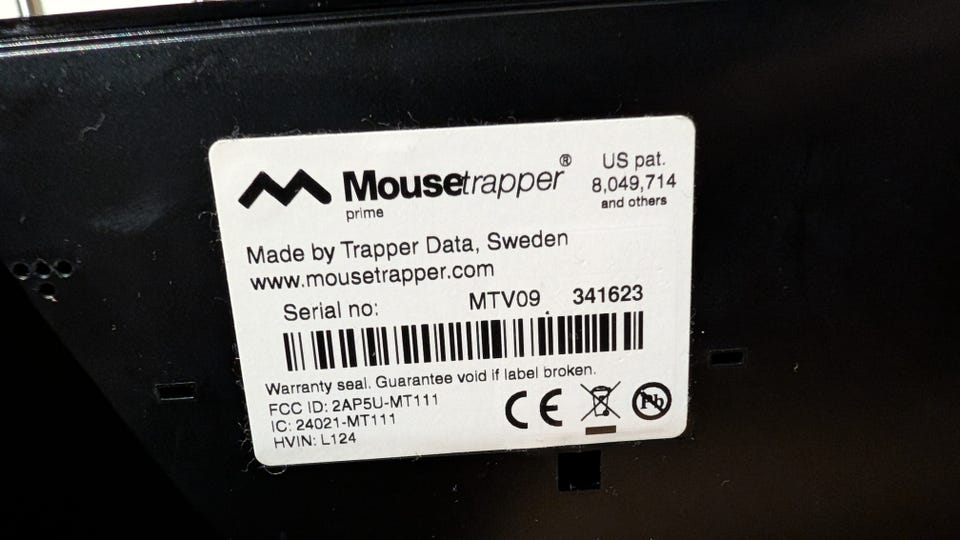 Mousetrapper®
prime
US pat.
8,049,714
and others
Made by Trapper Data, Sweden
www.mousetrapper.com
Serial no: MTV09 341623
Warranty seal. Guarantee void if label broken.
FCC ID: 2AP5U-MT111
IC: 24021-MT111
HVIN: L124
CE
Pb